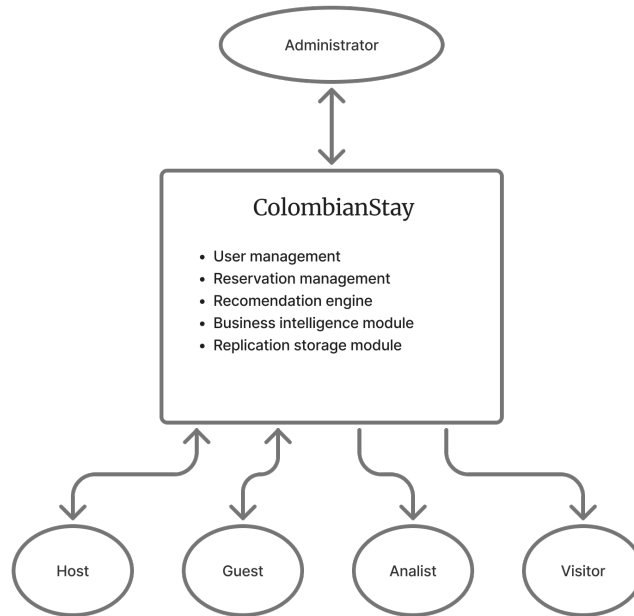 Administrator
ColombianStay
• User management
• Reservation management
• Recomendation engine
• Business intelligence module
• Replication storage module
Host
Guest
Analist
Visitor